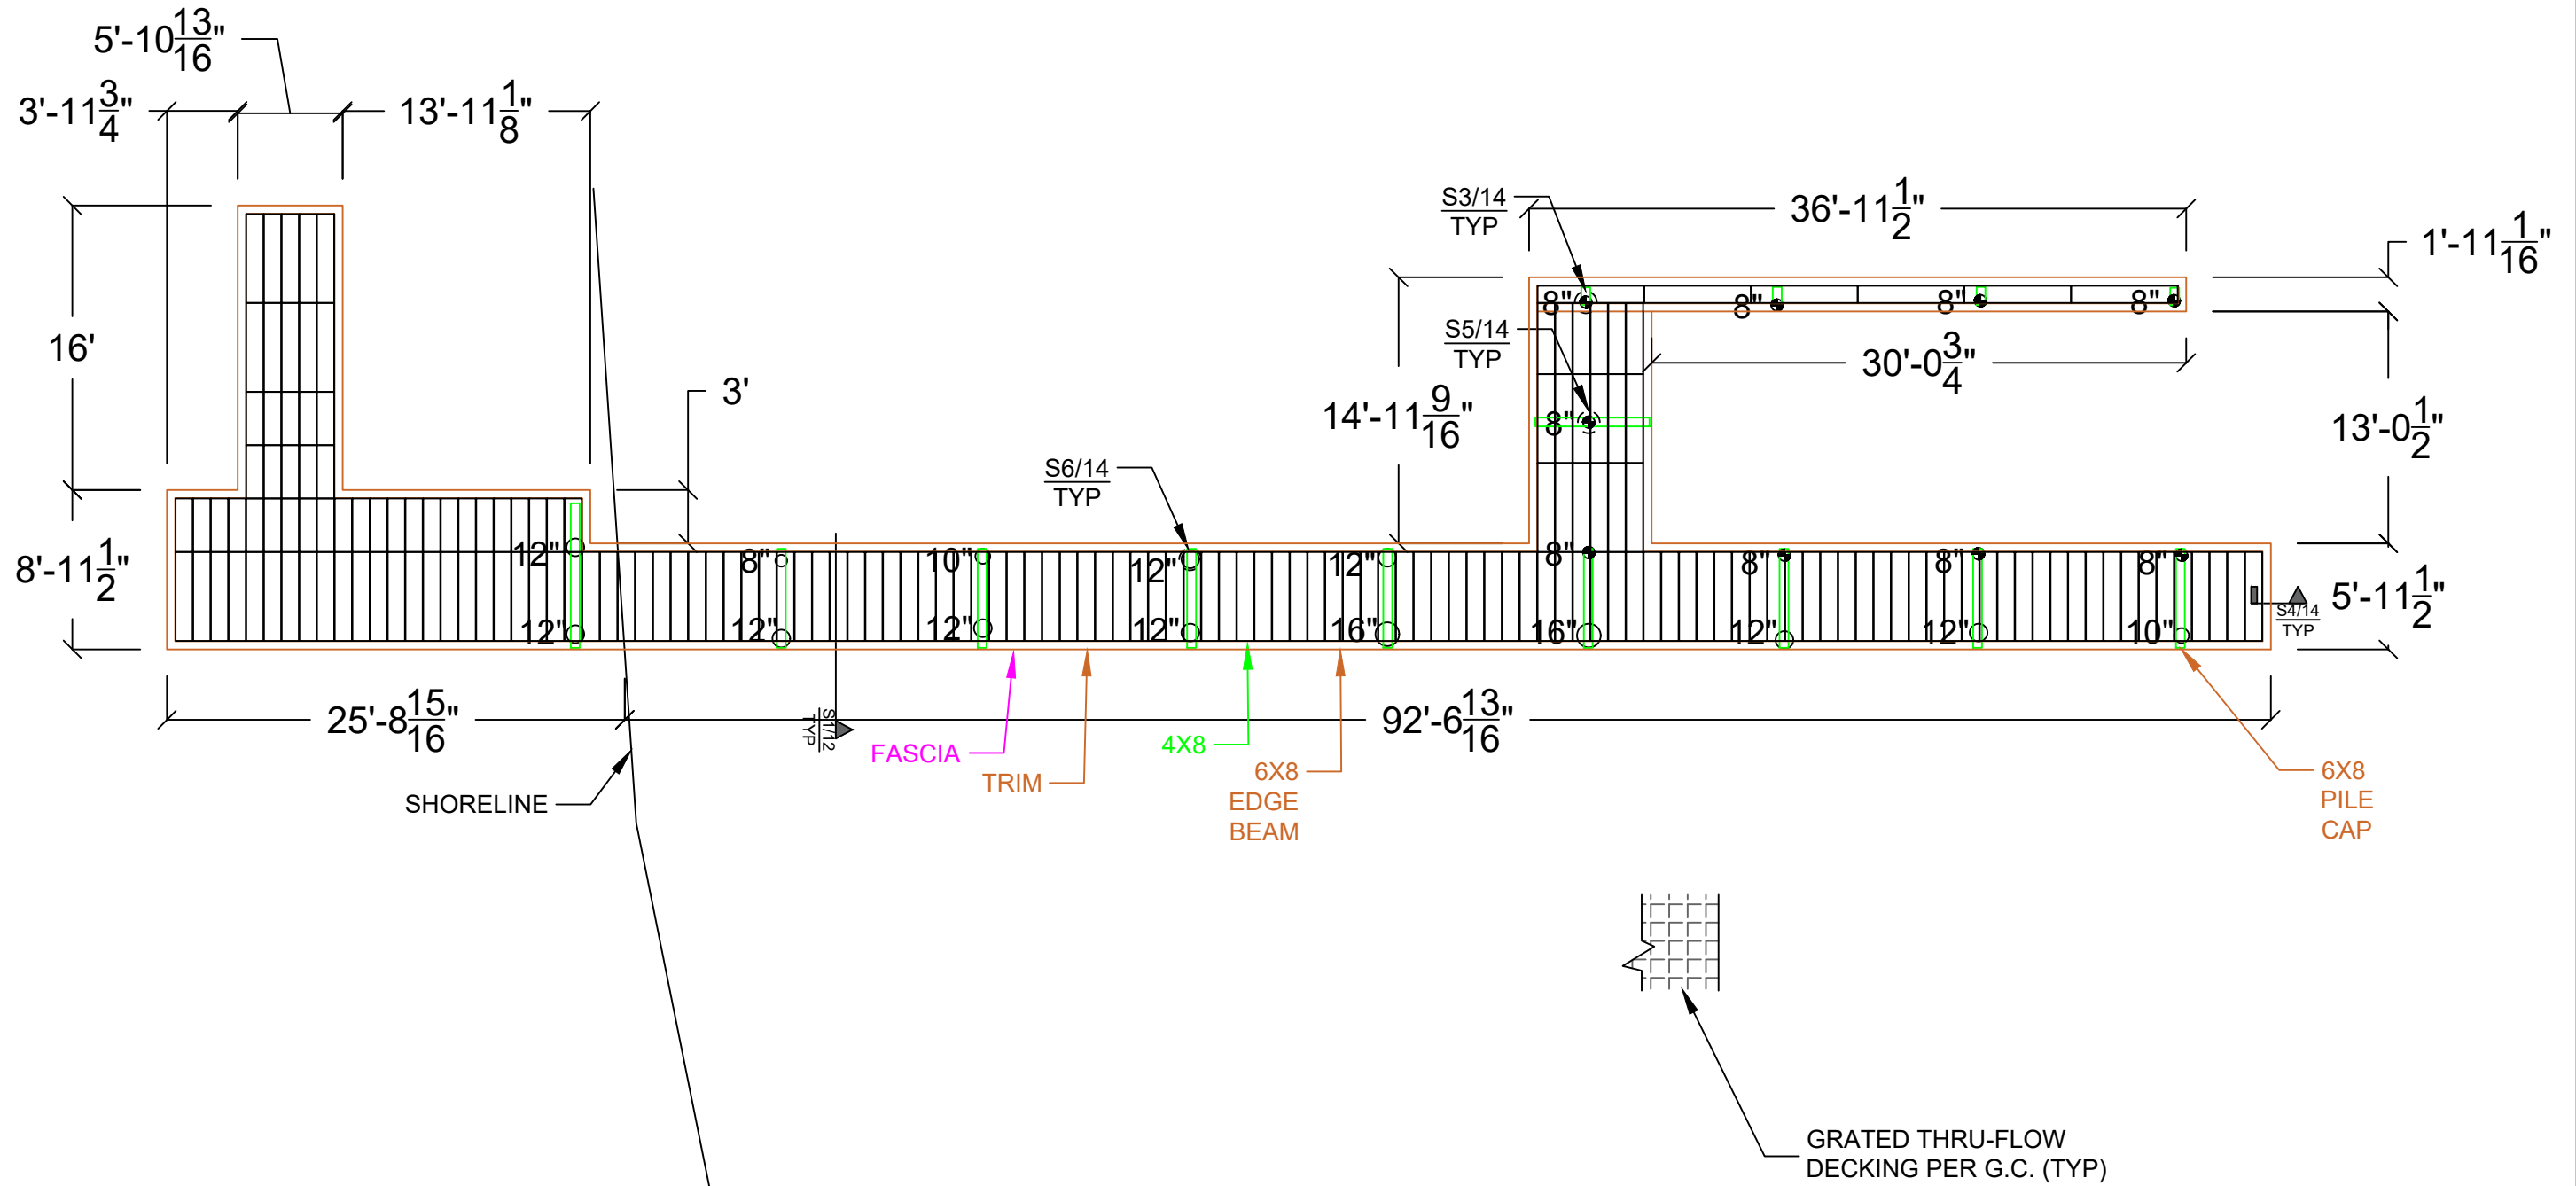 5'-10 13/16"
3'-11 3/4"
13'-11 1/8"
S3/14
TYP
36'-11 1/2"
1'-11 1/16"
8"
8"
8"
8"
16'
S5/14
TYP
30'-0 3/4"
3'
14'-11 9/16"
8"
13'-0 1/2"
S6/14
TYP
8'-11 1/2"
12"
8"
10"
12"
12"
8"
8"
8"
8"
12"
12"
12"
12"
16"
16"
12"
12"
10"
S4/14
TYP
5'-11 1/2"
25'-8 15/16"
S1/12
TYP
92'-6 13/16"
FASCIA
4X8
TRIM
6X8
EDGE
BEAM
6X8
PILE
CAP
SHORELINE
GRATED THRU-FLOW
DECKING PER G.C. (TYP)